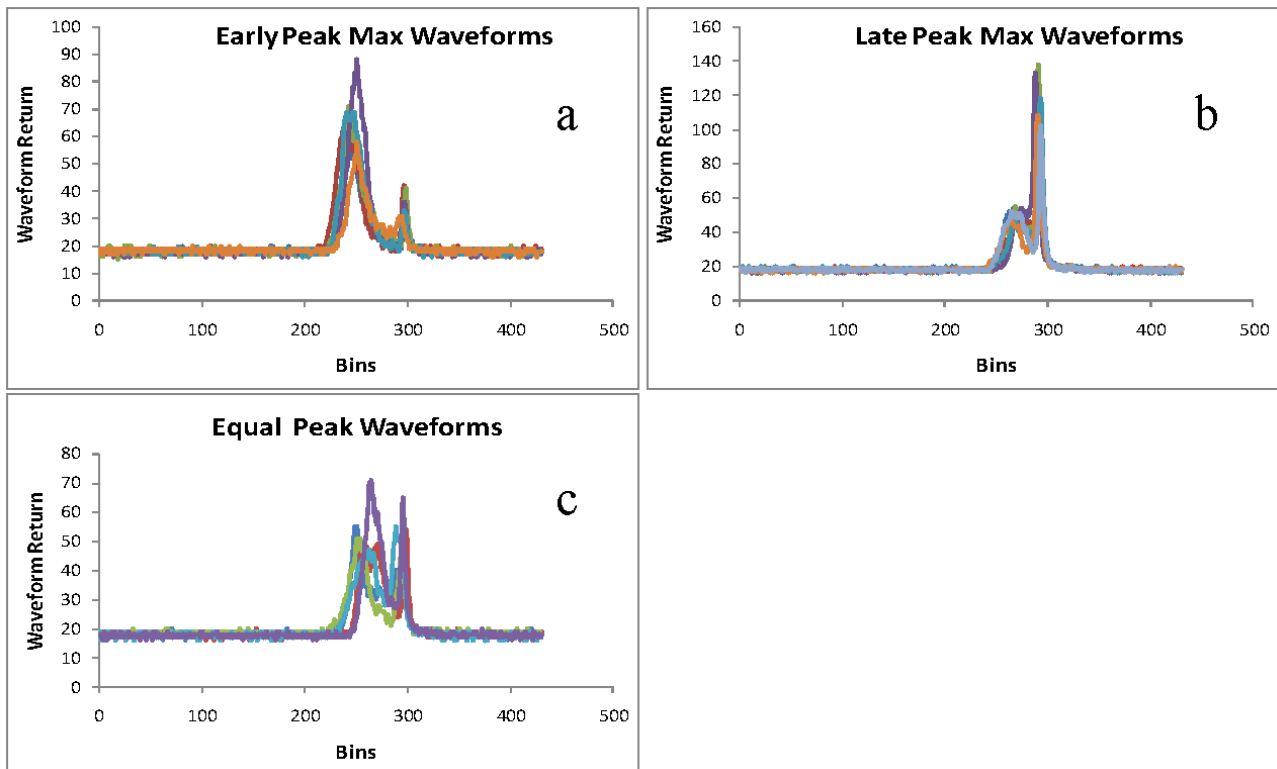 Early Peak Max Waveforms
100
90
80
70
60
50
40
30
20
10
0
Waveform Return
a
0 100 200 300 400 500
Bins
Late Peak Max Waveforms
160
140
120
100
80
60
40
20
0
Waveform Return
b
0 100 200 300 400 500
Bins
Equal Peak Waveforms
80
70
60
50
40
30
20
10
0
Waveform Return
c
0 100 200 300 400 500
Bins